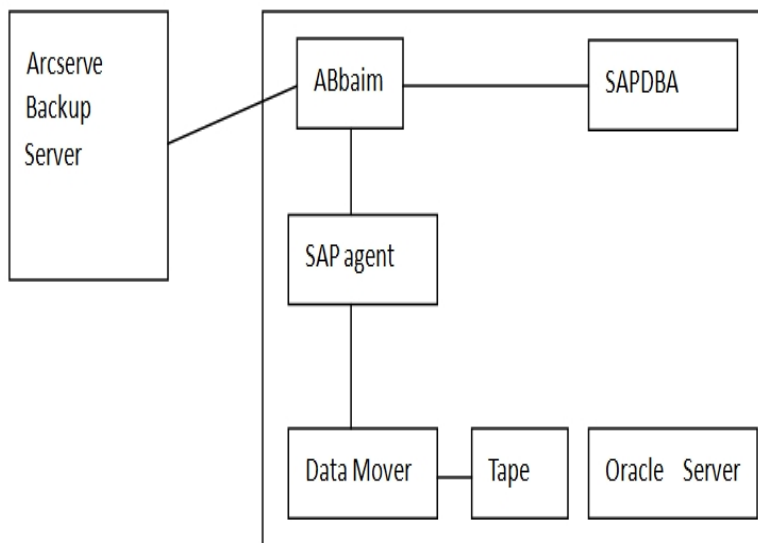 Arcserve
Backup
Server
ABbaim
SAPDBA
SAP agent
Data Mover
Tape
Oracle Server